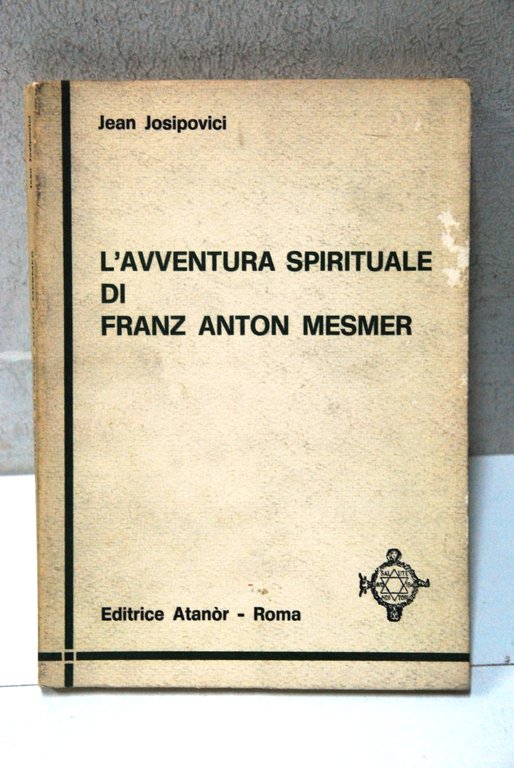 Jean Josipovici
L'AVVENTURA SPIRITUALE
DI
FRANZ ANTON MESMER
Editrice Atanòr - Roma